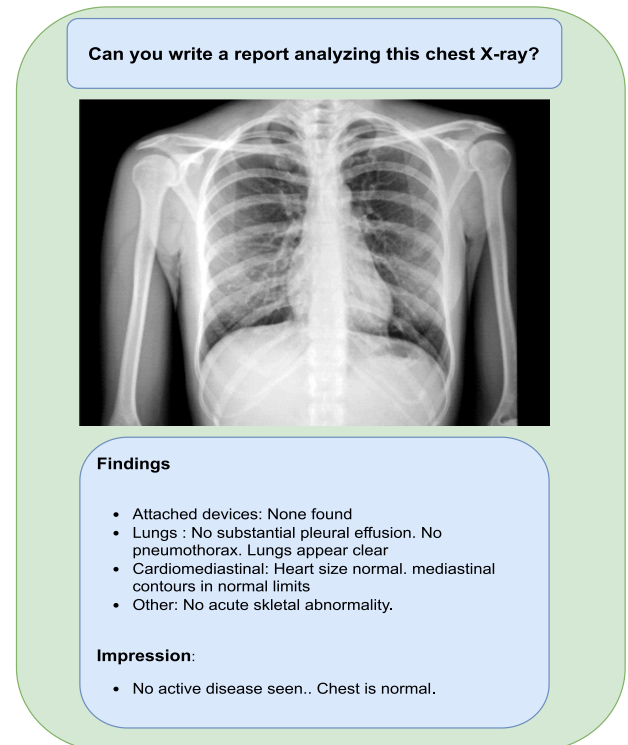 Can you write a report analyzing this chest X-ray?
Findings
• Attached devices: None found
• Lungs : No substantial pleural effusion. No
pneumothorax. Lungs appear clear
• Cardiomediastinal: Heart size normal. mediastinal
contours in normal limits
• Other: No acute skletal abnormality.
Impression:
• No active disease seen.. Chest is normal.